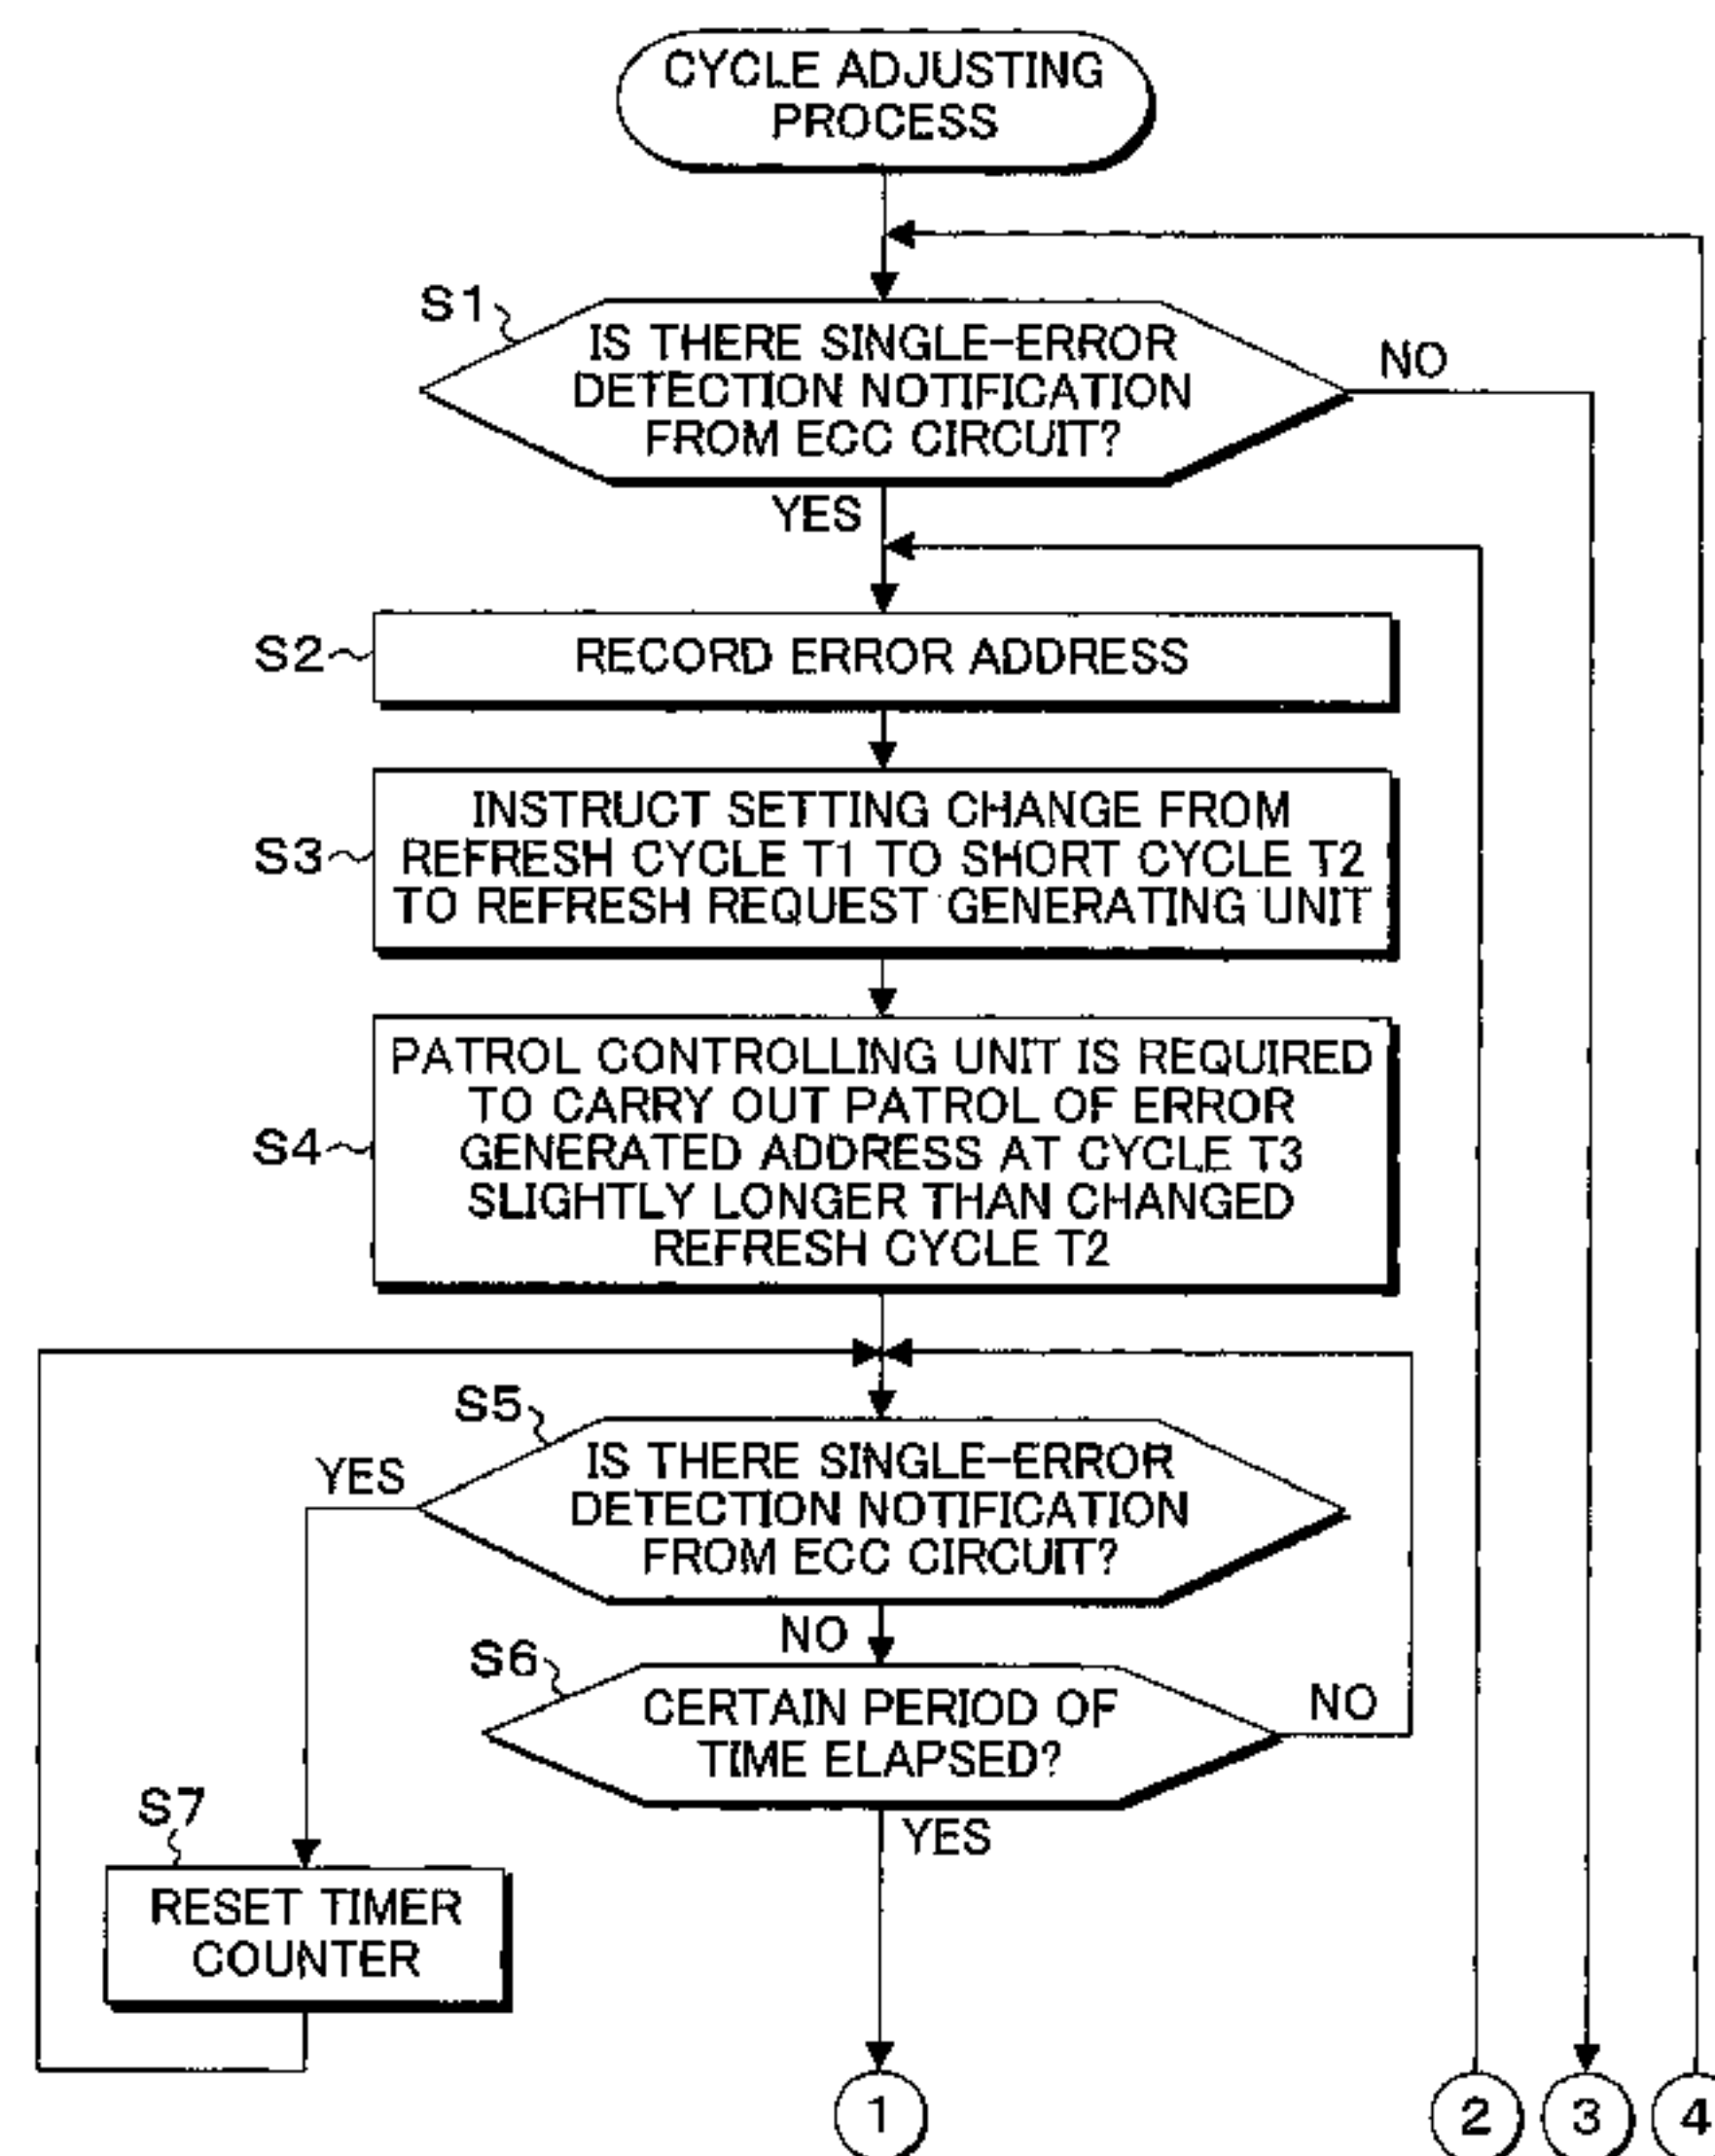 CYCLE ADJUSTING
PROCESS
S1
IS THERE SINGLE-ERROR
DETECTION NOTIFICATION
FROM ECC CIRCUIT?
NO
YES
S2
RECORD ERROR ADDRESS
S3
INSTRUCT SETTING CHANGE FROM
REFRESH CYCLE T1 TO SHORT CYCLE T2
TO REFRESH REQUEST GENERATING UNIT
S4
PATROL CONTROLLING UNIT IS REQUIRED
TO CARRY OUT PATROL OF ERROR
GENERATED ADDRESS AT CYCLE T3
SLIGHTLY LONGER THAN CHANGED
REFRESH CYCLE T2
S5
YES
IS THERE SINGLE-ERROR
DETECTION NOTIFICATION
FROM ECC CIRCUIT?
NO
S6
CERTAIN PERIOD OF
TIME ELAPSED?
NO
YES
S7
RESET TIMER
COUNTER
1
2
3
4